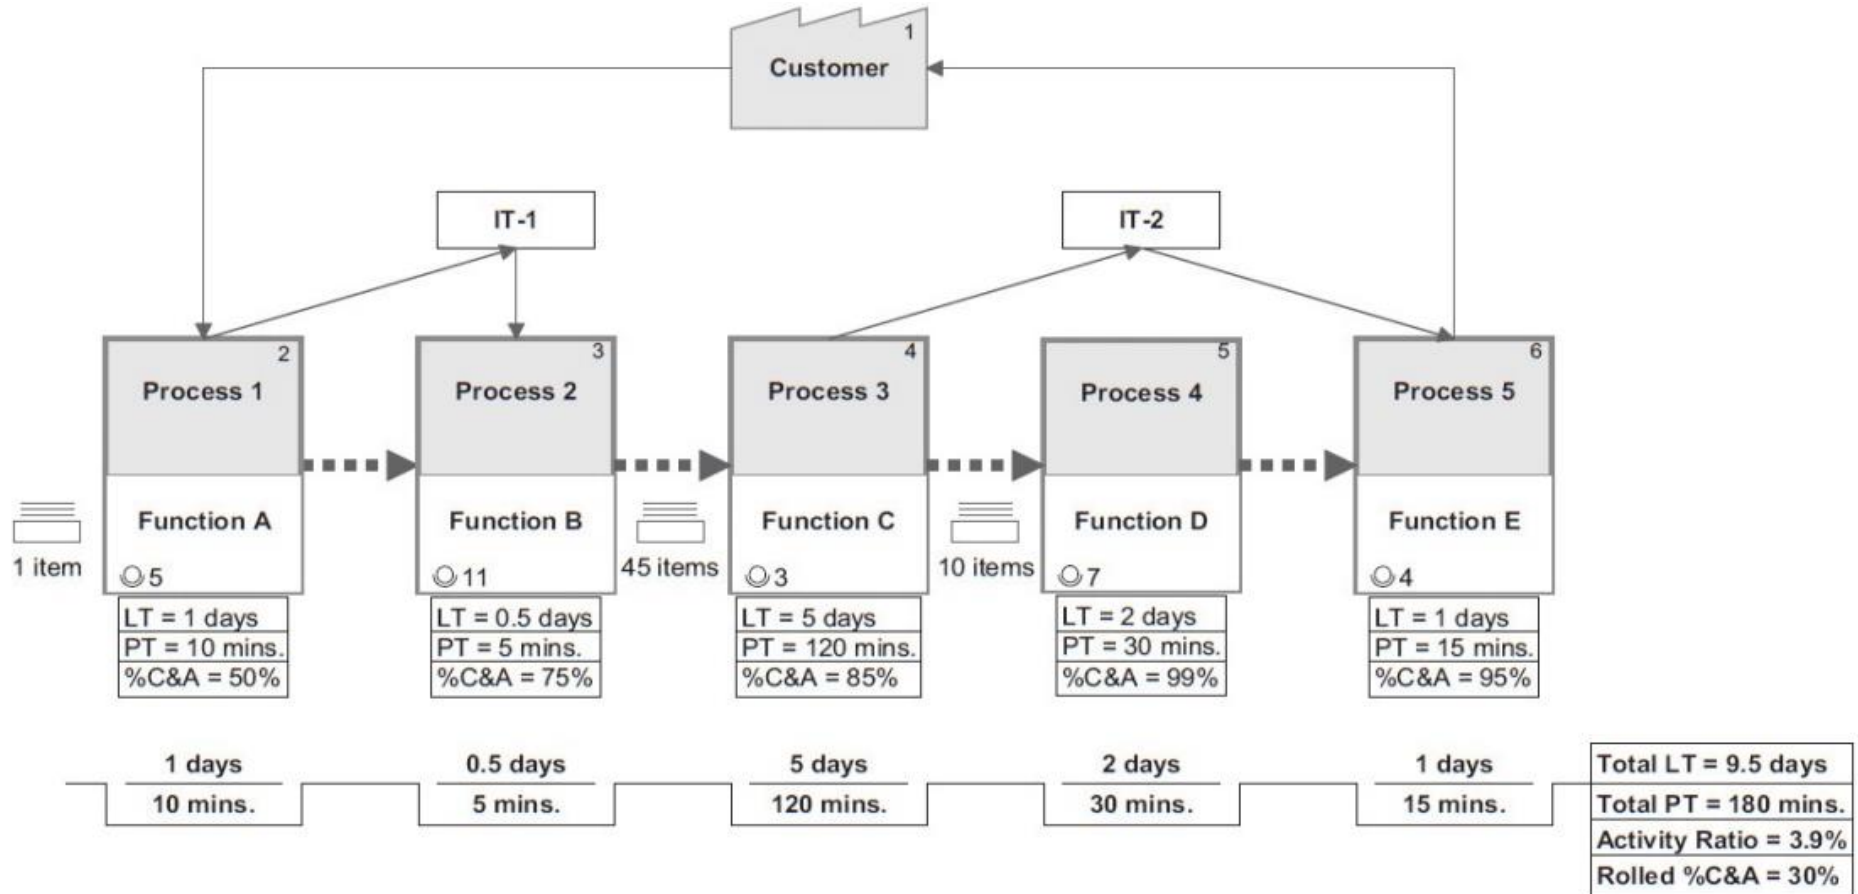 1
Customer
IT-1
IT-2
2
Process 1
Function A
5
3
Process 2
Function B
11
4
Process 3
Function C
3
5
Process 4
Function D
7
6
Process 5
Function E
4
1 item
45 items
10 items
LT = 1 days
PT = 10 mins.
%C&A = 50%
LT = 0.5 days
PT = 5 mins.
%C&A = 75%
LT = 5 days
PT = 120 mins.
%C&A = 85%
LT = 2 days
PT = 30 mins.
%C&A = 99%
LT = 1 days
PT = 15 mins.
%C&A = 95%
1 days
10 mins.
0.5 days
5 mins.
5 days
120 mins.
2 days
30 mins.
1 days
15 mins.
Total LT = 9.5 days
Total PT = 180 mins.
Activity Ratio = 3.9%
Rolled %C&A = 30%